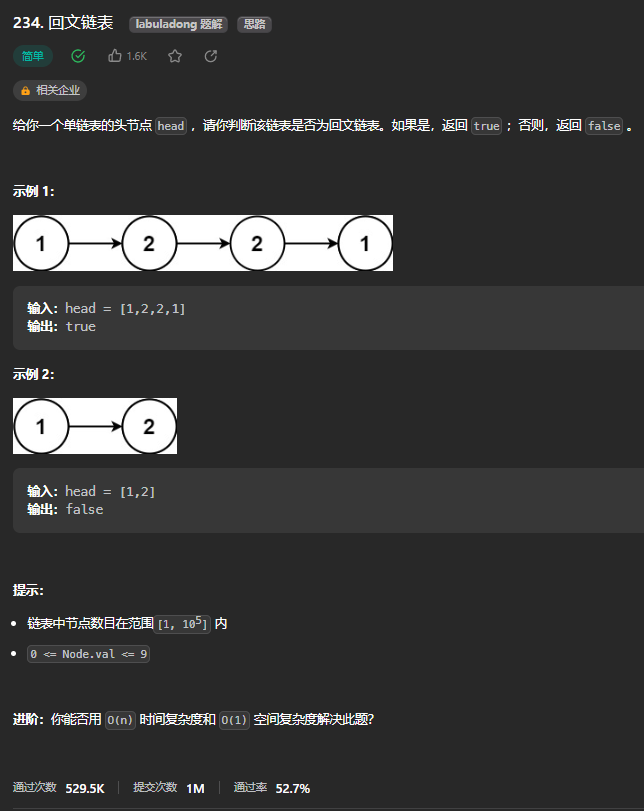 234. 回文链表 labuladong 题解 思路
简单 1.6K
相关企业
给你一个单链表的头节点 head ，请你判断该链表是否为回文链表。如果是，返回 true ；否则，返回 false 。
示例 1：
1 2 2 1
输入：head = [1,2,2,1]
输出：true
示例 2：
1 2
输入：head = [1,2]
输出：false
提示：
• 链表中节点数目在范围[1, 10⁵] 内
• 0 <= Node.val <= 9
进阶：你能否用 O(n) 时间复杂度和 O(1) 空间复杂度解决此题？
通过次数 529.5K 提交次数 1M 通过率 52.7%